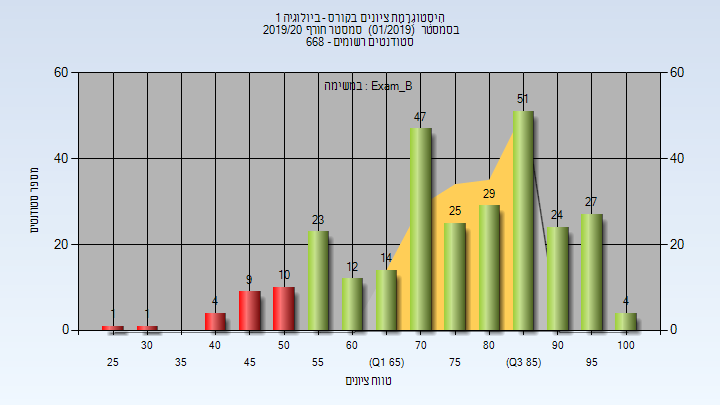 היסטוגרמת ציונים בקורס - ביולוגיה 1
בסמסטר (01/2019) סמסטר חורף 2019/20
סטודנטים רשומים - 668
במשימה : Exam_B
60 60
40 40
20 20
0 0
מספר סטודנטים
1 1 4 9 10 23 12 14 47 25 29 51 24 27 4
30 40 50 60 70 80 90 100
25 35 45 55 (Q1 65) 75 (Q3 85) 95
טווח ציונים